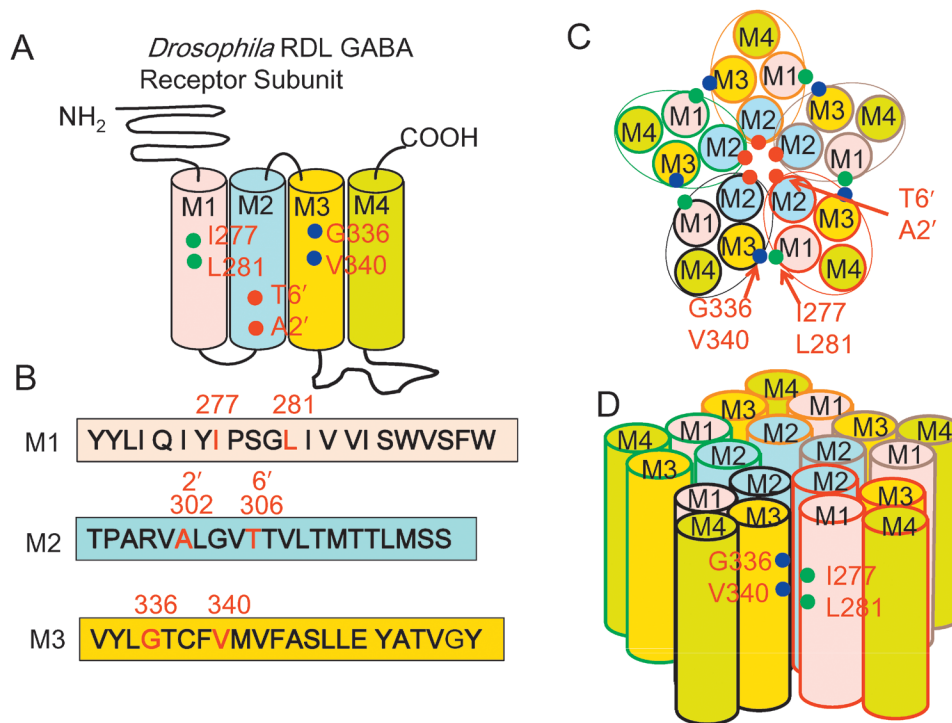 A
Drosophila RDL GABA
Receptor Subunit
NH2
COOH
M1
M2
M3
M4
I277
L281
G336
V340
T6′
A2′
B
277
281
M1
YYLI Q I YI PSGL I V VI SWVSFW
2′
6′
302
306
M2
TPARVALGVTTVLTMTTLMSS
336
340
M3
VYLGTCFVMVFASLLE YATVGY
C
M4
M3
M1
M2
M1
M4
M2
M3
M3
M4
M2
M1
M2
M1
M3
M4
M2
M3
M1
M4
T6′
A2′
G336
V340
I277
L281
D
M4
M3
M1
M2
M4
M1
M3
M2
M3
M4
M2
M1
M1
M2
M3
M4
M2
M1
M3
M4
G336
V340
I277
L281